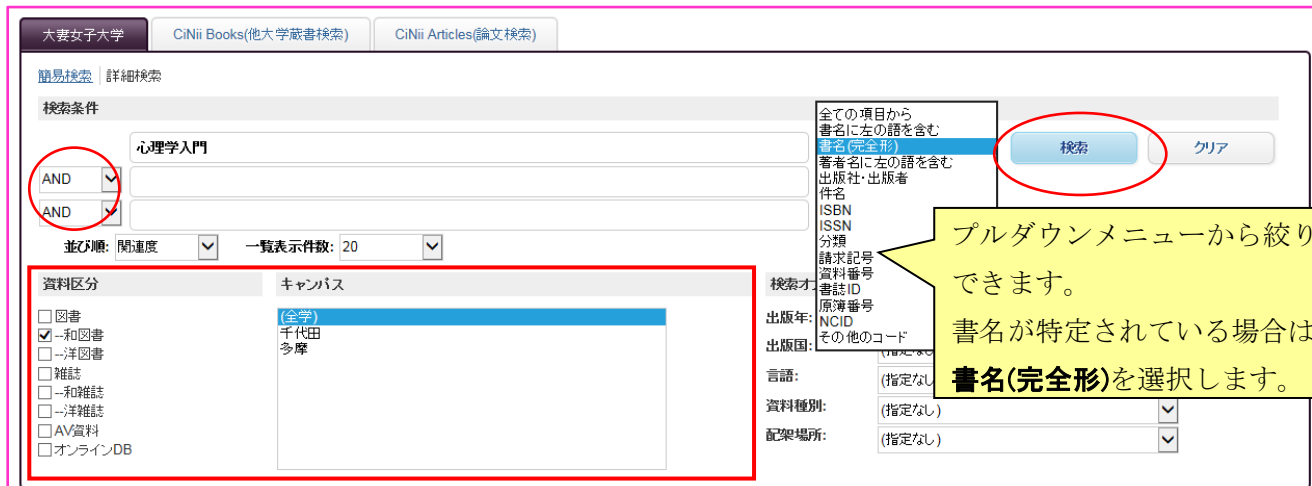 大妻女子大学 CiNii Books(他大学蔵書検索) CiNii Articles(論文検索)
簡易検索 詳細検索
検索条件
心理学入門
検索 クリア
AND
AND
並び順: 関連度 一覧表示件数: 20
全ての項目から
書名に左の語を含む
書名(完全形)
著者名に左の語を含む
出版社・出版者
件名
ISBN
ISSN
分類
請求記号
資料番号
書誌ID
原簿番号
NCID
その他のコード
プルダウンメニューから絞り
できます。
書名が特定されている場合は
書名(完全形)を選択します。
資料区分
図書
--和図書
--洋図書
雑誌
--和雑誌
--洋雑誌
AV資料
オンラインDB
キャンパス
(全学)
千代田
多摩
検索オ
出版年:
出版国:
言語: (指定なし
資料種別: (指定なし)
配架場所: (指定なし)